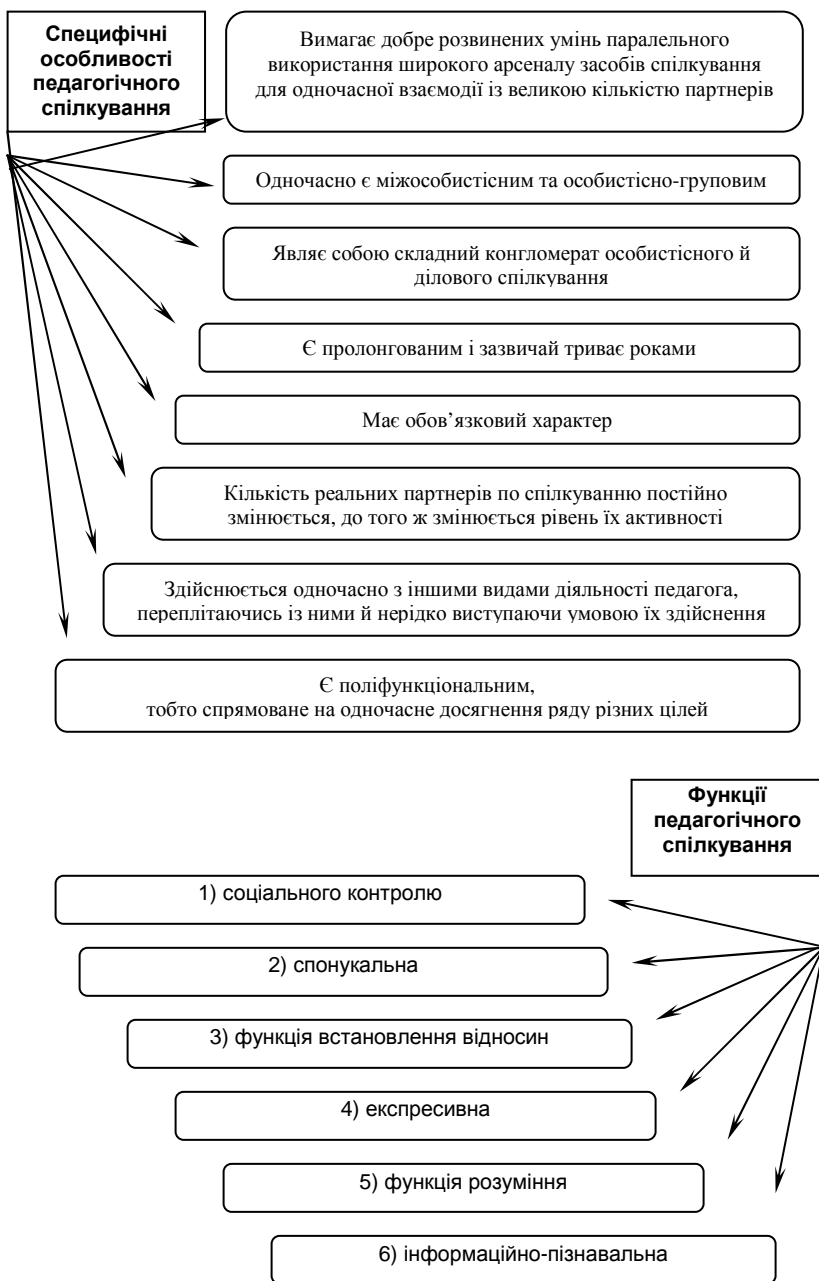 Специфічні
особливості
педагогічного
спілкування
Вимагає добре розвинених умінь паралельного
використання широкого арсеналу засобів спілкування
для одночасної взаємодії із великою кількістю партнерів
Одночасно є міжособистісним та особистісно-груповим
Являє собою складний конгломерат особистісного й
ділового спілкування
Є пролонгованим і зазвичай триває роками
Має обов’язковий характер
Кількість реальних партнерів по спілкуванню постійно
змінюється, до того ж змінюється рівень їх активності
Здійснюється одночасно з іншими видами діяльності педагога,
переплітаючись із ними й нерідко виступаючи умовою їх здійснення
Є поліфункціональним,
тобто спрямоване на одночасне досягнення ряду різних цілей
Функції
педагогічного
спілкування
1) соціального контролю
2) спонукальна
3) функція встановлення відносин
4) експресивна
5) функція розуміння
6) інформаційно-пізнавальна